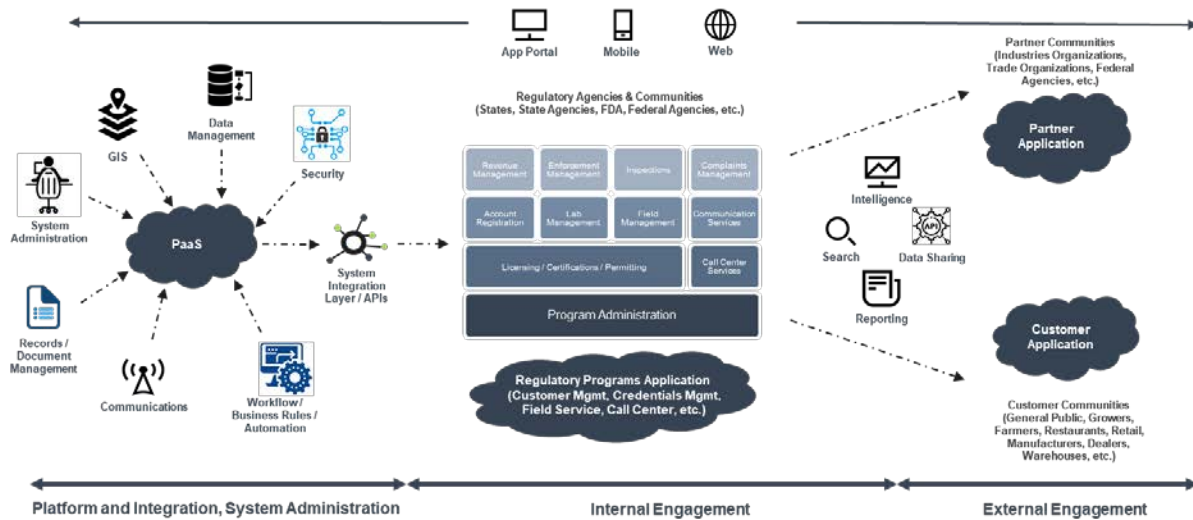 App Portal
Mobile
Web
Partner Communities
(Industries Organizations,
Trade Organizations, Federal
Agencies, etc.)
Regulatory Agencies & Communities
(States, State Agencies, FDA, Federal Agencies, etc.)
Data
Management
GIS
Security
Partner
Application
System
Administration
Revenue
Management
Enforcement
Management
Inspections
Complaints
Management
Intelligence
PaaS
Account
Registration
Lab
Management
Field
Management
Communication
Services
Search
API
Data Sharing
System
Integration
Layer / APIs
Licensing / Certifications / Permitting
Call Center
Services
Reporting
Program Administration
Records /
Document
Management
Communications
Workflow /
Business Rules /
Automation
Regulatory Programs Application
(Customer Mgmt, Credentials Mgmt,
Field Service, Call Center, etc.)
Customer
Application
Customer Communities
(General Public, Growers,
Farmers, Restaurants, Retail,
Manufacturers, Dealers,
Warehouses, etc.)
Platform and Integration, System Administration
Internal Engagement
External Engagement